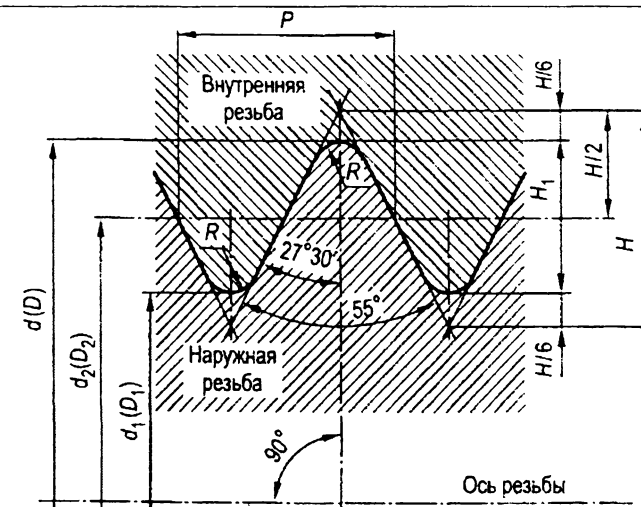 P
Внутренняя
резьба
H/6
H/2
H₁
H
R
R
27°30'
55°
d(D)
d₂(D₂)
d₁(D₁)
Наружная
резьба
H/6
90°
Ось резьбы